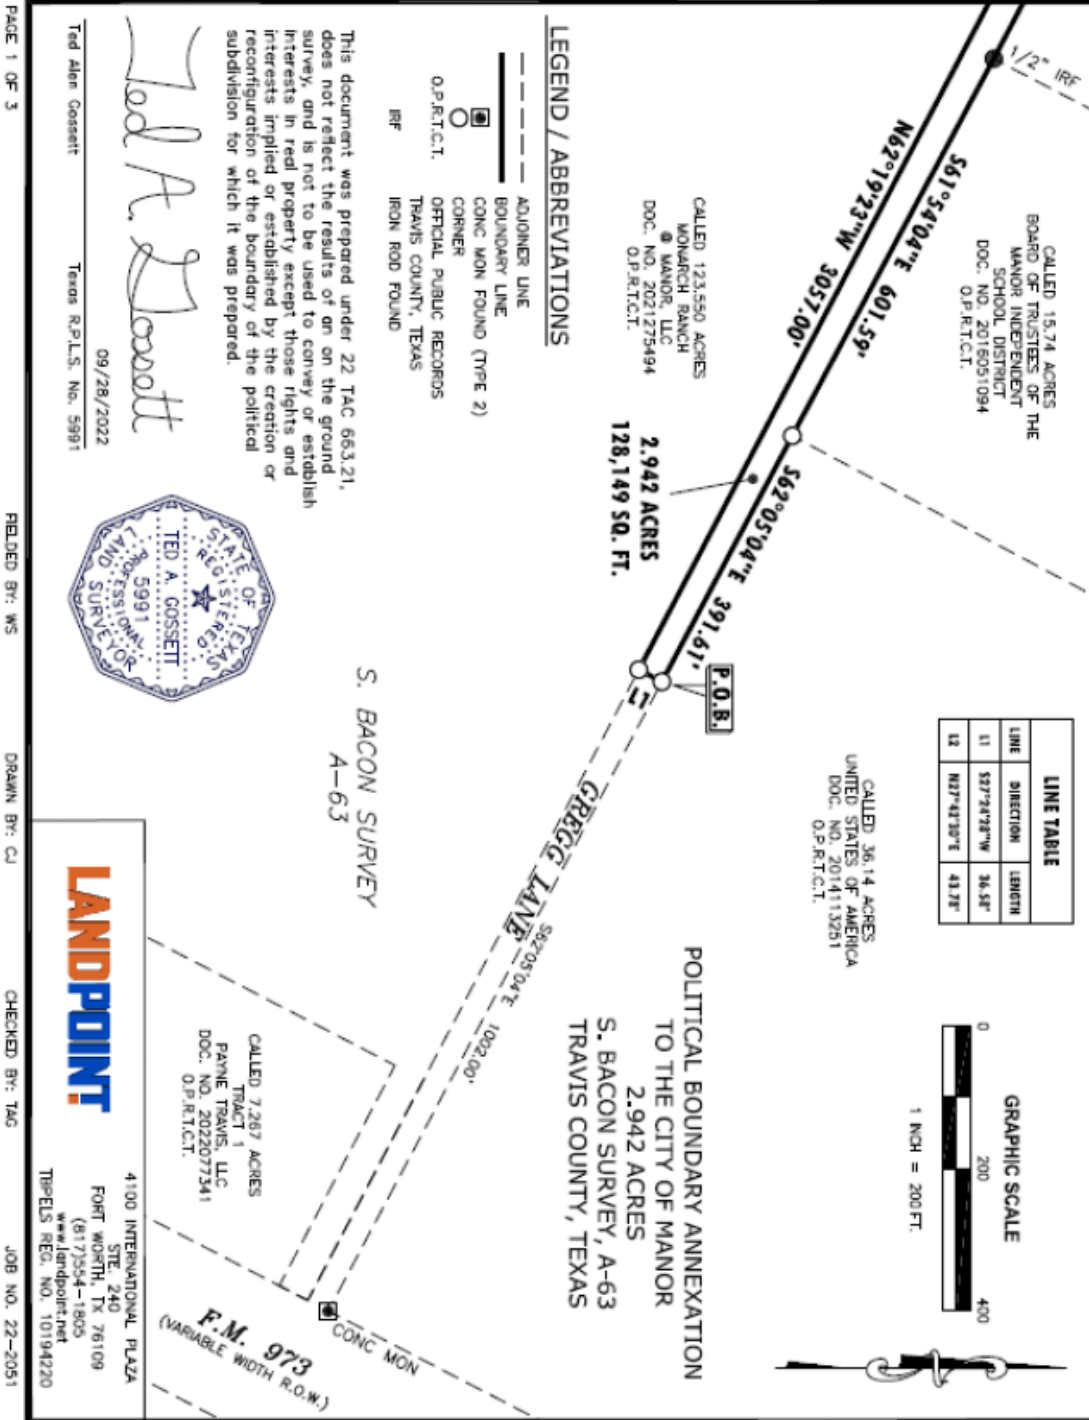 1/2" IRF
CALLED 15.74 ACRES
BOARD OF TRUSTEES OF THE
MANOR INDEPENDENT
SCHOOL DISTRICT
DOC. NO. 2016051094
O.P.R.T.C.T.
S61°54'04"E 601.59'
N62°19'23"W 3057.00'
CALLED 123.550 ACRES
MONARCH RANCH
@ MANOR, LLC
DOC. NO. 2021275494
O.P.R.T.C.T.
2.942 ACRES
128,149 SQ. FT.
S62°05'04"E 391.61'
P.O.B.
L1
LINE TABLE
LINE DIRECTION LENGTH
L1 S27°24'28"W 36.58'
L2 N27°42'30"E 43.78'
CALLED 36.14 ACRES
UNITED STATES OF AMERICA
DOC. NO. 2014113251
O.P.R.T.C.T.
GRAPHIC SCALE
0 200 400
1 INCH = 200 FT.
LEGEND / ABBREVIATIONS
ADJOINER LINE
BOUNDARY LINE
CONC MON FOUND (TYPE 2)
CORNER
O.P.R.T.C.T. OFFICIAL PUBLIC RECORDS
TRAVIS COUNTY, TEXAS
IRF IRON ROD FOUND
GREGG LANE
S62°05'04"E 1002.00'
POLITICAL BOUNDARY ANNEXATION
TO THE CITY OF MANOR
2.942 ACRES
S. BACON SURVEY, A-63
TRAVIS COUNTY, TEXAS
S. BACON SURVEY
A-63
CALLED 7.267 ACRES
TRACT 1
PAYNE TRAVIS, LLC
DOC. NO. 2022077341
O.P.R.T.C.T.
CONC MON
F.M. 973
(VARIABLE WIDTH R.O.W.)
This document was prepared under 22 TAC 663.21,
does not reflect the results of an on the ground
survey, and is not to be used to convey or establish
interests in real property except those rights and
interests implied or established by the creation or
reconfiguration of the boundary of the political
subdivision for which it was prepared.
Ted A. Gossett
09/28/2022
Ted Alen Gossett Texas R.P.L.S. No. 5991
STATE OF TEXAS
REGISTERED
TED A. GOSSETT
5991
PROFESSIONAL
LAND SURVEYOR
LANDPOINT
4100 INTERNATIONAL PLAZA
STE. 240
FORT WORTH, TX 76109
(817)554-1805
www.landpoint.net
TBPELS REG. NO. 10194220
PAGE 1 OF 3 FIELDED BY: WS DRAWN BY: CJ CHECKED BY: TAG JOB NO. 22-2051